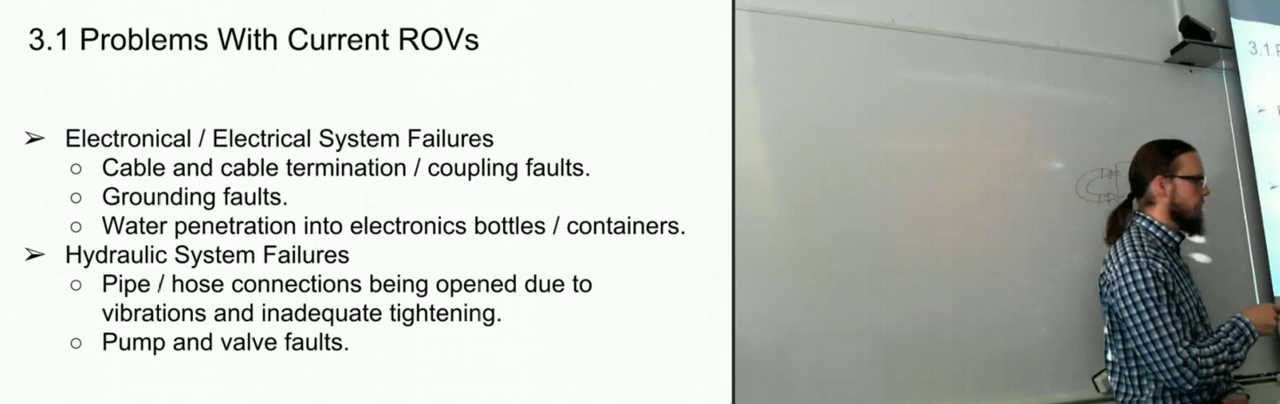 3.1 Problems With Current ROVs
➢ Electronical / Electrical System Failures
○ Cable and cable termination / coupling faults.
○ Grounding faults.
○ Water penetration into electronics bottles / containers.
➢ Hydraulic System Failures
○ Pipe / hose connections being opened due to
vibrations and inadequate tightening.
○ Pump and valve faults.
3.1